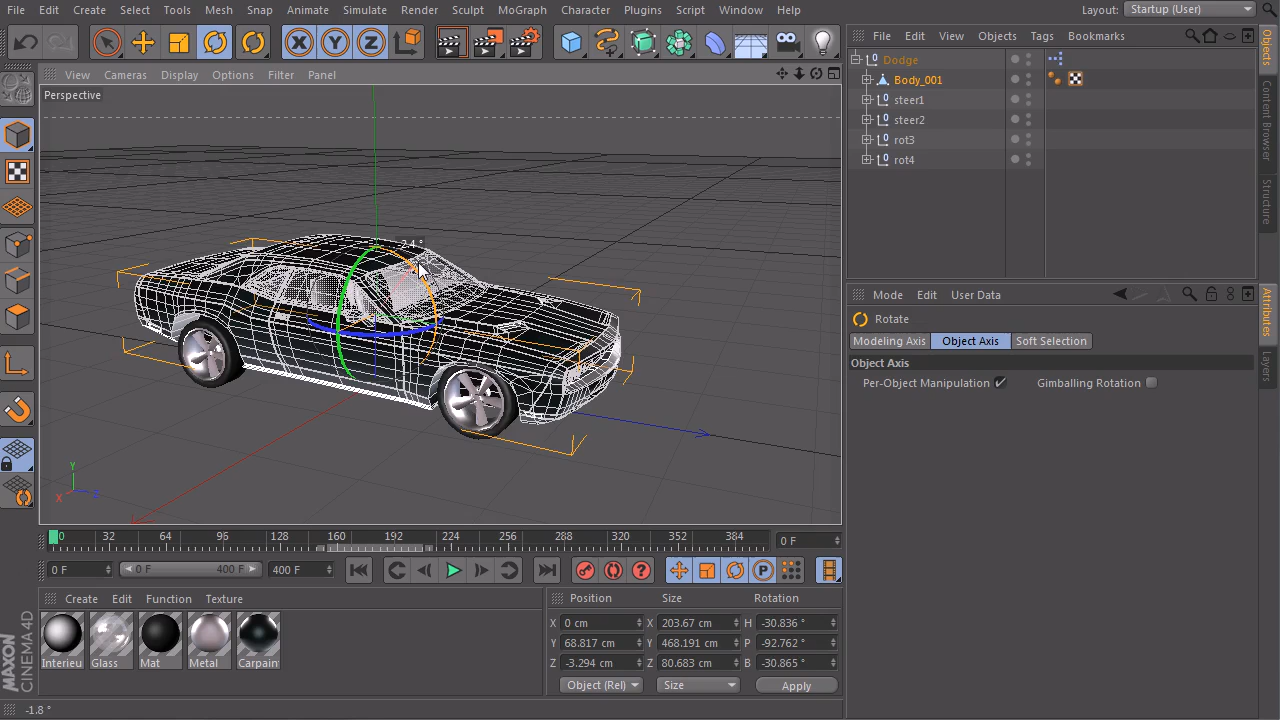 File Edit Create Select Tools Mesh Snap Animate Simulate Render Sculpt MoGraph Character Plugins Script Window Help Layout: Startup (User)
File Edit View Objects Tags Bookmarks
View Cameras Display Options Filter Panel
Perspective
Dodge
Body_001
steer1
steer2
rot3
rot4
Objects
Content Browser
Structure
-2.4 °
Mode Edit User Data
Rotate
Modeling Axis Object Axis Soft Selection
Object Axis
Per-Object Manipulation Gimballing Rotation
Attributes
Layers
Y
X Z
0 32 64 96 128 160 192 224 256 288 320 352 384 0 F
0 F 0 F 400 F 400 F
Create Edit Function Texture
Interieu Glass Mat Metal Carpain
Position Size Rotation
X 0 cm X 203.67 cm H -30.836 °
Y 68.817 cm Y 468.191 cm P -92.762 °
Z -3.294 cm Z 80.683 cm B -30.865 °
Object (Rel) Size Apply
MAXON CINEMA 4D
-1.8 °